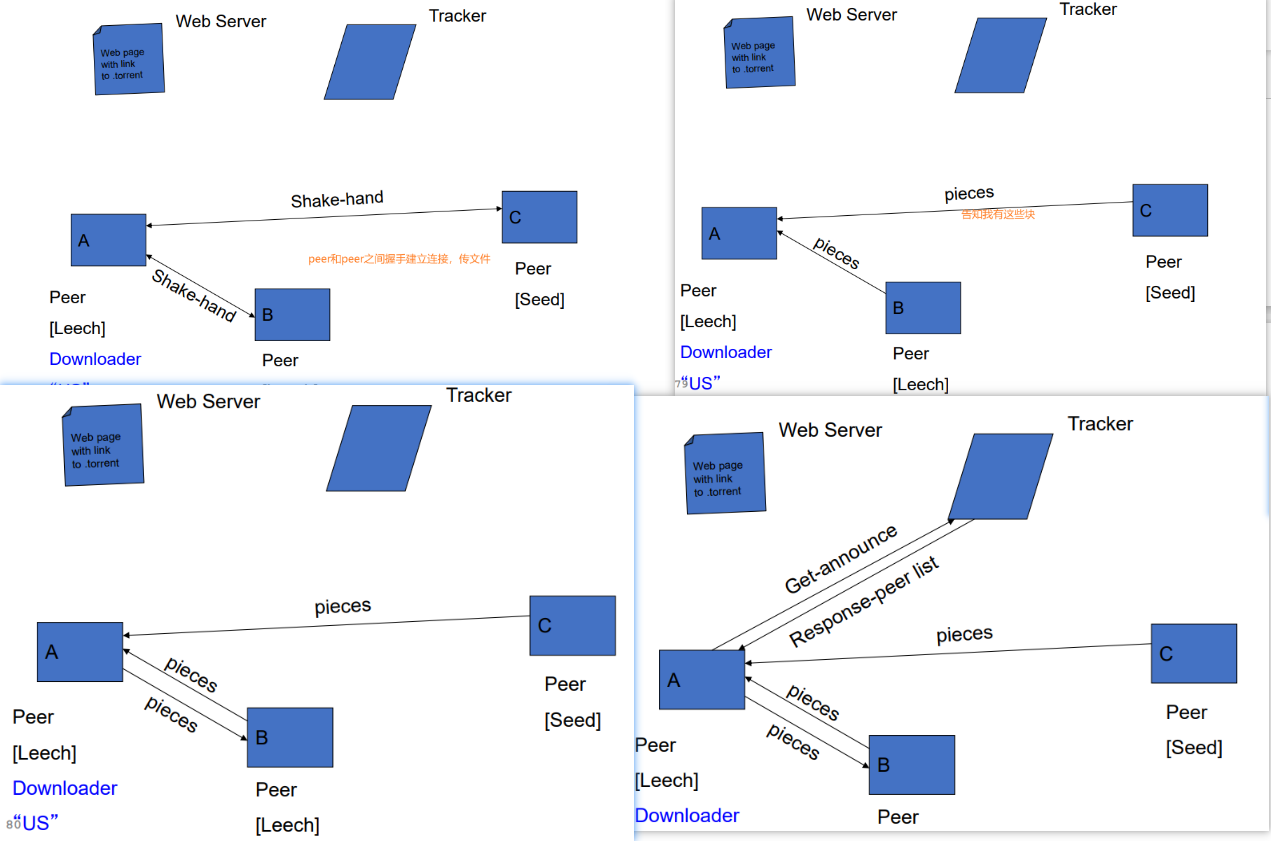 Web Server
Tracker
Web page
with link
to .torrent
Shake-hand
A
C
peer和peer之间握手建立连接，传文件
Shake-hand
B
Peer
[Seed]
Peer
[Leech]
Downloader
Peer
Web Server
Tracker
Web page
with link
to .torrent
pieces
告知我有这些块
A
C
pieces
B
Peer
[Seed]
Peer
[Leech]
Downloader
“US”
Peer
[Leech]
79
Web Server
Tracker
Web page
with link
to .torrent
pieces
A
C
pieces
pieces
B
Peer
[Seed]
Peer
[Leech]
Downloader
“US”
Peer
[Leech]
80
Web Server
Tracker
Web page
with link
to .torrent
Get-announce
Response-peer list
pieces
A
C
pieces
pieces
B
Peer
[Seed]
Peer
[Leech]
Downloader
Peer